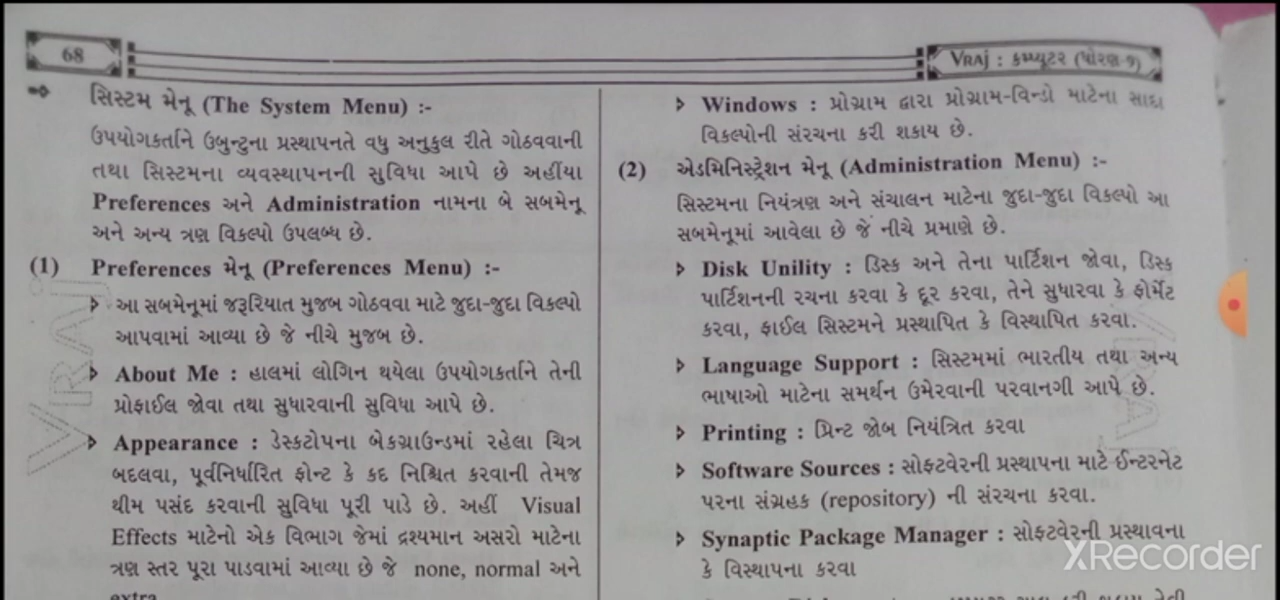 68
VRAJ : કમ્પ્યૂટર (ધોરણ-૧)
સિસ્ટમ મેનૂ (The System Menu) :-
ઉપયોગકર્તાને ઉબુન્ટુના પ્રસ્થાપનતે વધુ અનુકુલ રીતે ગોઠવવાની
તથા સિસ્ટમના વ્યવસ્થાપનની સુવિધા આપે છે અહીંયા
Preferences અને Administration નામના બે સબમેનૂ
અને અન્ય ત્રણ વિકલ્પો ઉપલબ્ધ છે.
(1) Preferences મેનૂ (Preferences Menu) :-
આ સબમેનૂમાં જરૂરિયાત મુજબ ગોઠવવા માટે જુદા-જુદા વિકલ્પો
આપવામાં આવ્યા છે જે નીચે મુજબ છે.
About Me : હાલમાં લોગિન થયેલા ઉપયોગકર્તાને તેની
પ્રોફાઈલ જોવા તથા સુધારવાની સુવિધા આપે છે.
Appearance : ડેસ્કટોપના બેકગ્રાઉન્ડમાં રહેલા ચિત્ર
બદલવા, પૂર્વનિર્ધારિત ફોન્ટ કે કદ નિશ્ચિત કરવાની તેમજ
થીમ પસંદ કરવાની સુવિધા પૂરી પાડે છે. અહીં Visual
Effects માટેનો એક વિભાગ જેમાં દ્રશ્યમાન અસરો માટેના
ત્રણ સ્તર પૂરા પાડવામાં આવ્યા છે જે none, normal અને
extra
Windows : પ્રોગ્રામ દ્વારા પ્રોગ્રામ-વિન્ડો માટેના સાદા
વિકલ્પોની સંરચના કરી શકાય છે.
(2) એડમિનિસ્ટ્રેશન મેનૂ (Administration Menu) :-
સિસ્ટમના નિયંત્રણ અને સંચાલન માટેના જુદા-જુદા વિકલ્પો આ
સબમેનૂમાં આવેલા છે જે નીચે પ્રમાણે છે.
Disk Unility : ડિસ્ક અને તેના પાર્ટિશન જોવા, ડિસ્ક
પાર્ટિશનની રચના કરવા કે દૂર કરવા, તેને સુધારવા કે ફોર્મેટ
કરવા, ફાઈલ સિસ્ટમને પ્રસ્થાપિત કે વિસ્થાપિત કરવા.
Language Support : સિસ્ટમમાં ભારતીય તથા અન્ય
ભાષાઓ માટેના સમર્થન ઉમેરવાની પરવાનગી આપે છે.
Printing : પ્રિન્ટ જોબ નિયંત્રિત કરવા
Software Sources : સોફટવેરની પ્રસ્થાપના માટે ઈન્ટરનેટ
પરના સંગ્રહક (repository) ની સંરચના કરવા.
Synaptic Package Manager : સોફટવેરની પ્રસ્થાવના
કે વિસ્થાપના કરવા
VIRAJ
XRecorder